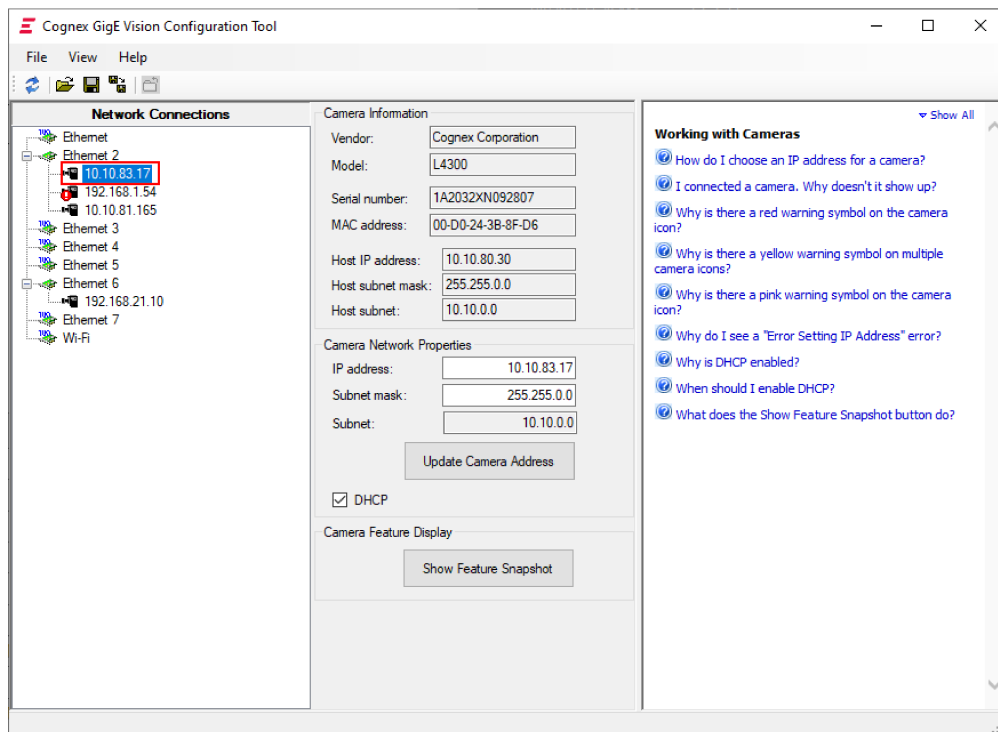 Cognex GigE Vision Configuration Tool
File View Help
Network Connections
Ethernet
Ethernet 2
10.10.83.17
192.168.1.54
10.10.81.165
Ethernet 3
Ethernet 4
Ethernet 5
Ethernet 6
192.168.21.10
Ethernet 7
Wi-Fi
Camera Information
Vendor: Cognex Corporation
Model: L4300
Serial number: 1A2032XN092807
MAC address: 00-D0-24-3B-8F-D6
Host IP address: 10.10.80.30
Host subnet mask: 255.255.0.0
Host subnet: 10.10.0.0
Camera Network Properties
IP address: 10.10.83.17
Subnet mask: 255.255.0.0
Subnet: 10.10.0.0
Update Camera Address
DHCP
Camera Feature Display
Show Feature Snapshot
Show All
Working with Cameras
How do I choose an IP address for a camera?
I connected a camera. Why doesn't it show up?
Why is there a red warning symbol on the camera
icon?
Why is there a yellow warning symbol on multiple
camera icons?
Why is there a pink warning symbol on the camera
icon?
Why do I see a "Error Setting IP Address" error?
Why is DHCP enabled?
When should I enable DHCP?
What does the Show Feature Snapshot button do?